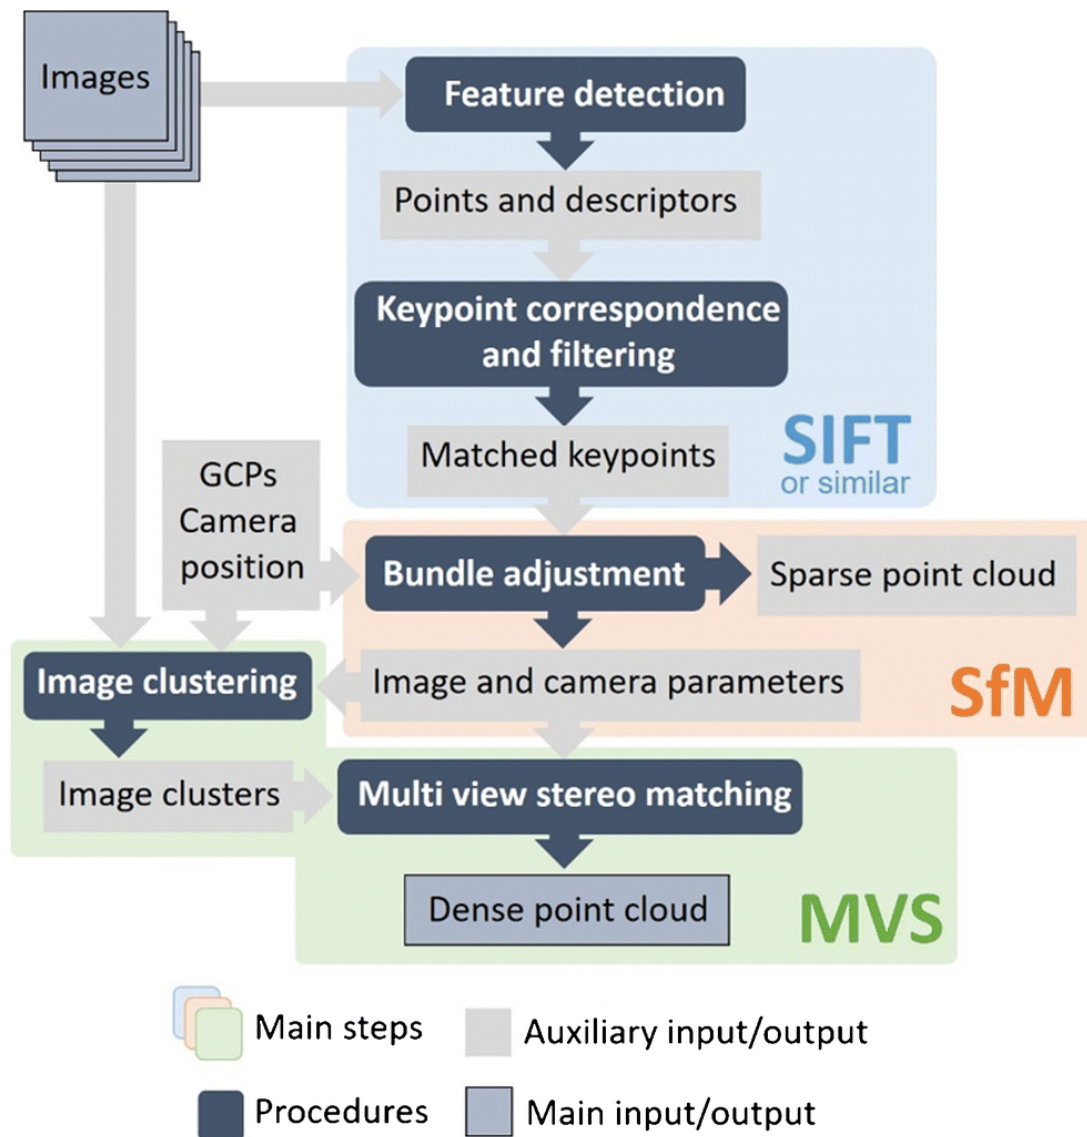 Images
Feature detection
Points and descriptors
Keypoint correspondence
and filtering
SIFT
or similar
Matched keypoints
GCPs
Camera
position
Bundle adjustment
Sparse point cloud
Image clustering
Image and camera parameters
SfM
Image clusters
Multi view stereo matching
Dense point cloud
MVS
Main steps
Auxiliary input/output
Procedures
Main input/output